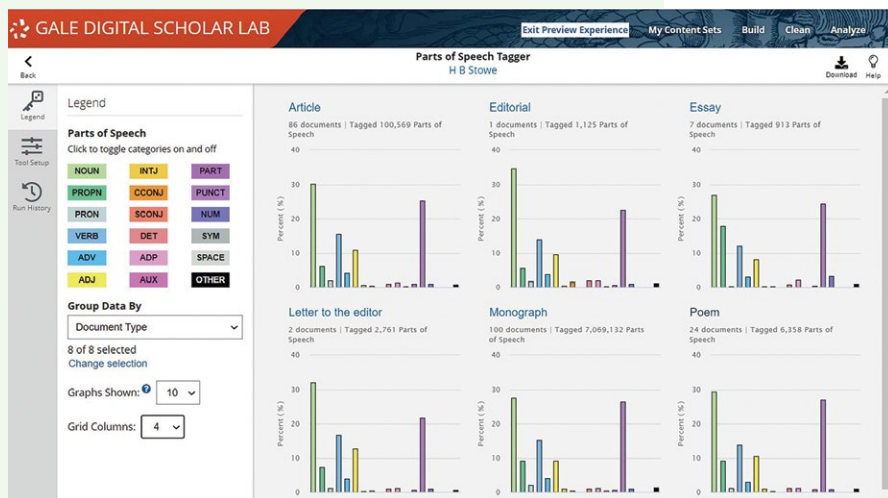 GALE DIGITAL SCHOLAR LAB
Exit Preview Experience My Content Sets Build Clean Analyze
Back
Parts of Speech Tagger
H B Stowe
Download Help
Legend
Tool Setup
Run History
Legend
Parts of Speech
Click to toggle categories on and off
NOUN INTJ PART
PROPN CCONJ PUNCT
PRON SCONJ NUM
VERB DET SYM
ADV ADP SPACE
ADJ AUX OTHER
Group Data By
Document Type
8 of 8 selected
Change selection
Graphs Shown: ? 10
Grid Columns: 4
Article
86 documents | Tagged 100,569 Parts of
Speech
40
30
20
10
0
Percent (%)
Editorial
1 documents | Tagged 1,125 Parts of
Speech
40
30
20
10
0
Percent (%)
Essay
7 documents | Tagged 913 Parts of
Speech
40
30
20
10
0
Percent (%)
Letter to the editor
2 documents | Tagged 2,761 Parts of
Speech
40
30
20
10
0
Percent (%)
Monograph
100 documents | Tagged 7,069,132 Parts
of Speech
40
30
20
10
0
Percent (%)
Poem
24 documents | Tagged 6,358 Parts of
Speech
40
30
20
10
0
Percent (%)